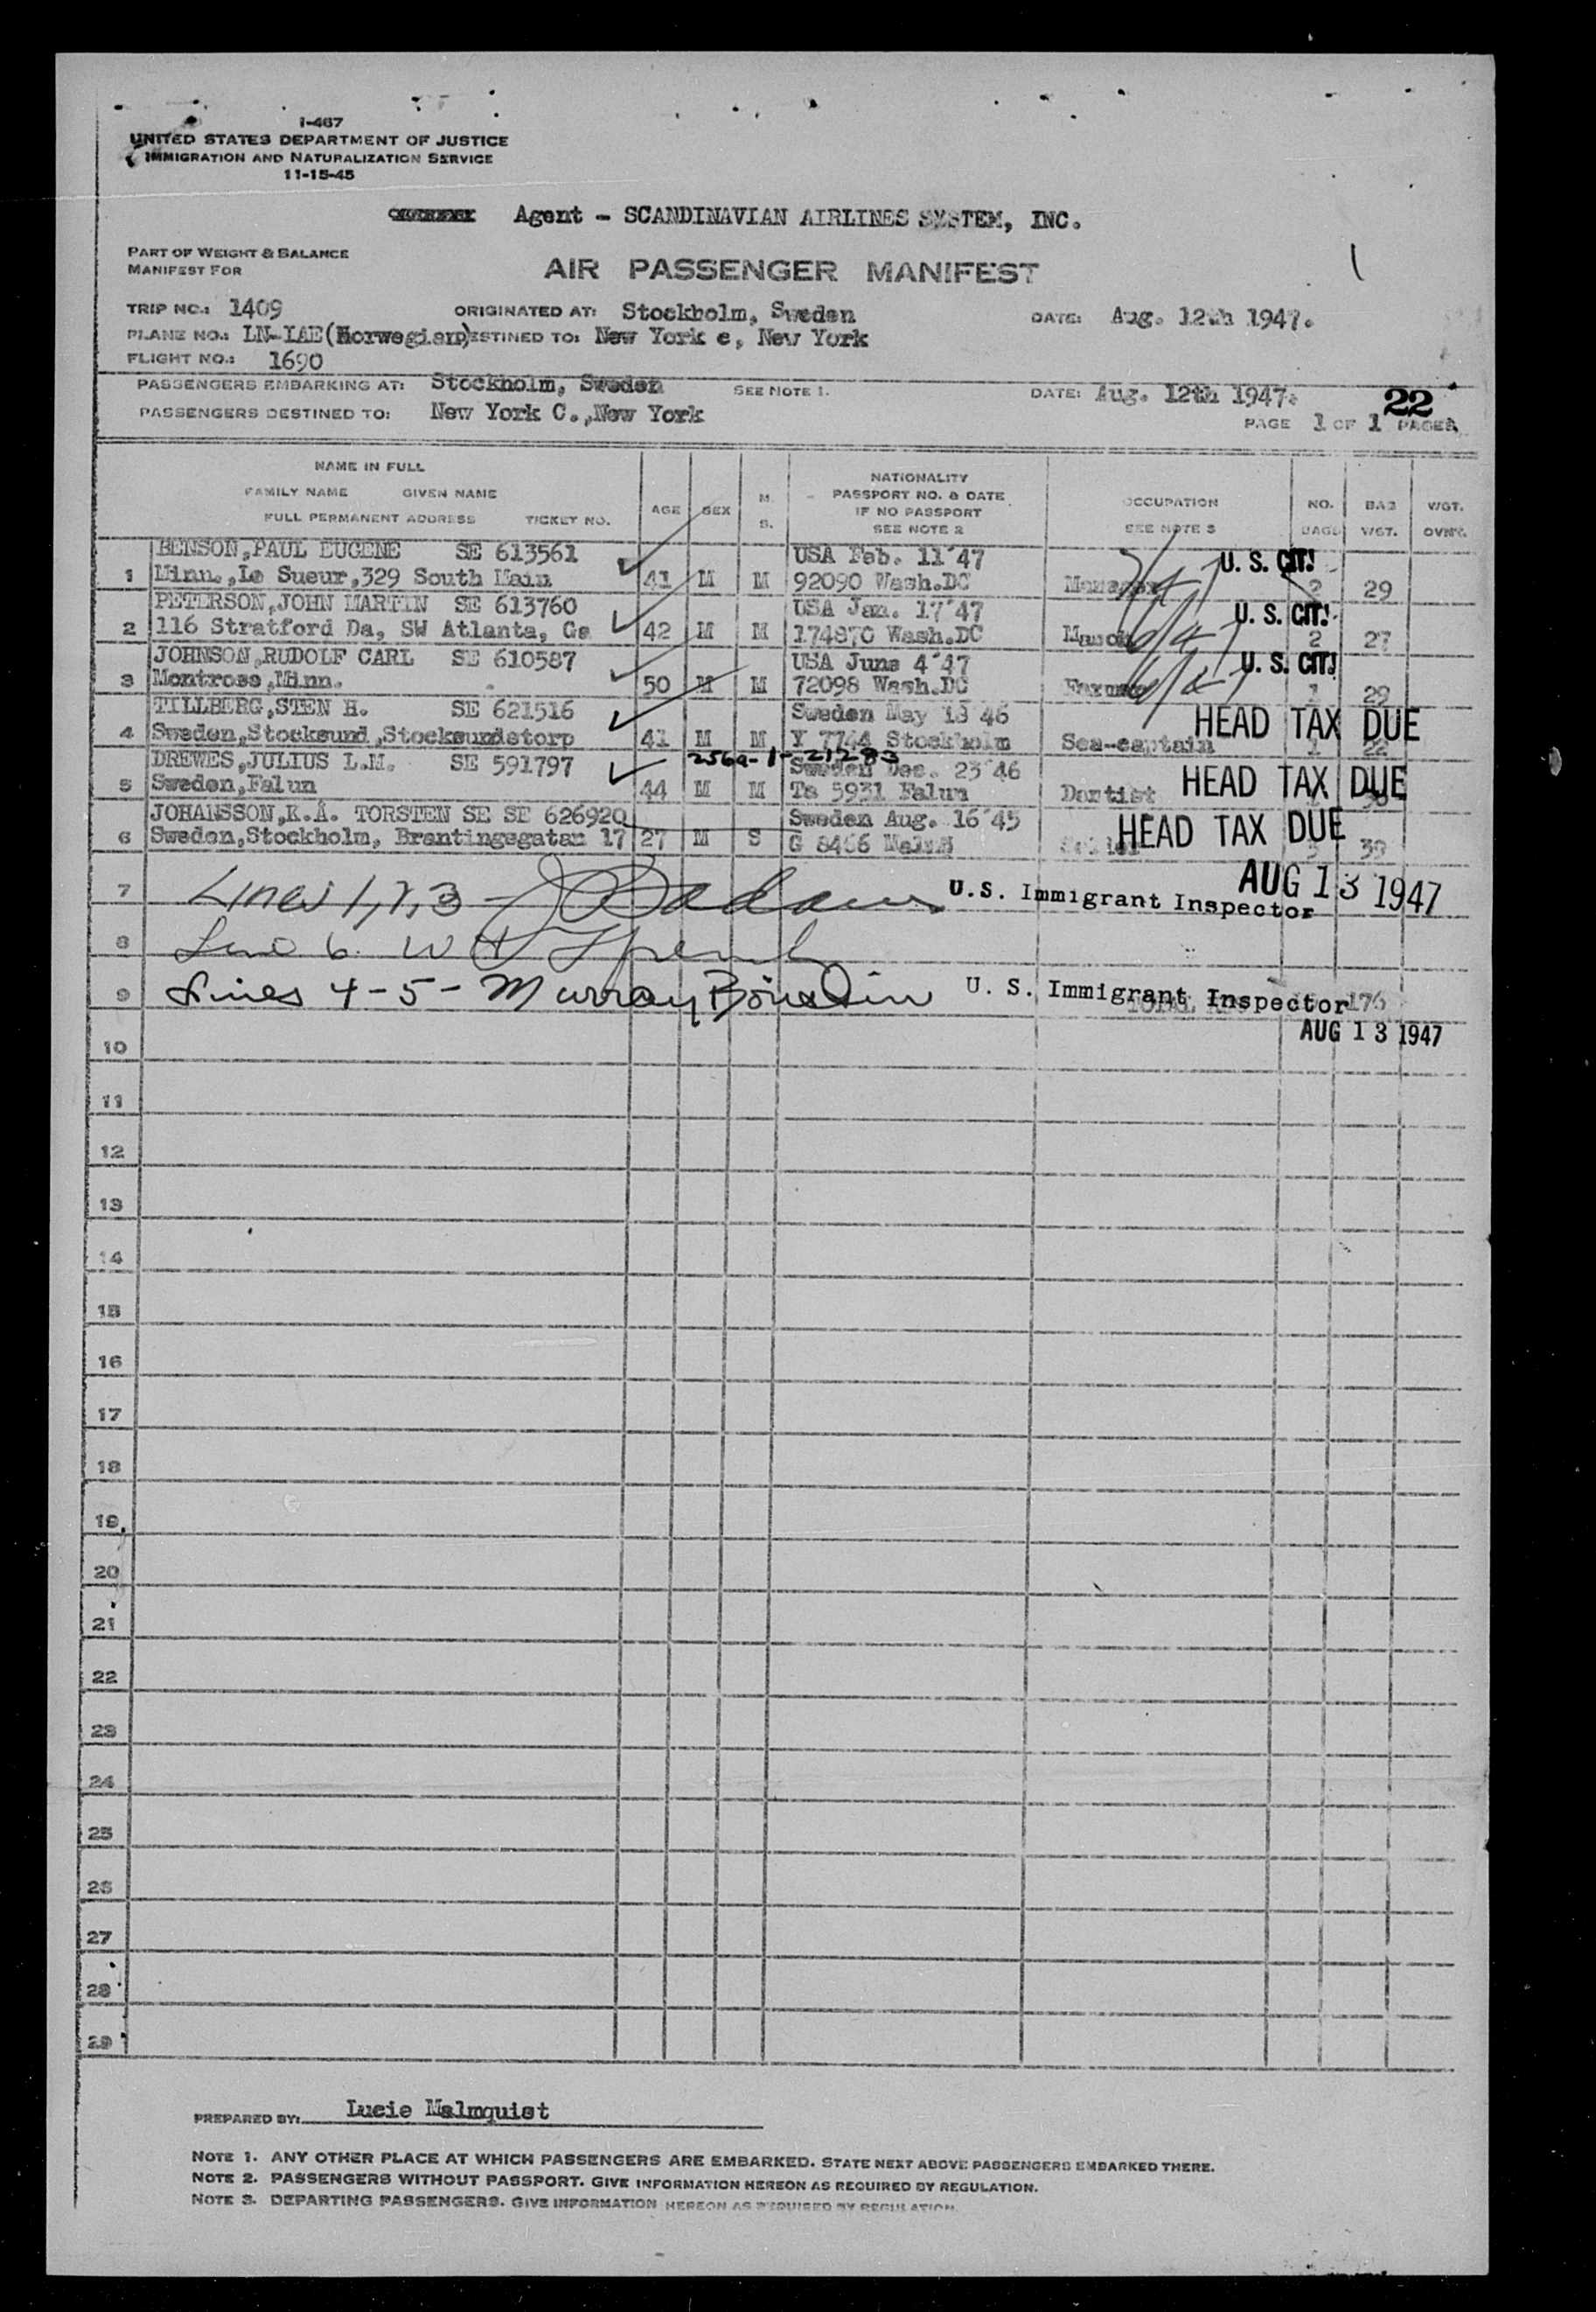 I-467
UNITED STATES DEPARTMENT OF JUSTICE
IMMIGRATION AND NATURALIZATION SERVICE
11-15-45
Agent - SCANDINAVIAN AIRLINES SYSTEM, INC.
PART OF WEIGHT & BALANCE
MANIFEST FOR
AIR PASSENGER MANIFEST
TRIP NO.: 1409 ORIGINATED AT: Stockholm, Sweden DATE: Aug. 12th 1947.
PLANE NO.: LN-IAE(Norwegian) DESTINED TO: New York c, New York
FLIGHT NO.: 1690
PASSENGERS EMBARKING AT: Stockholm, Sweden SEE NOTE 1. DATE: Aug. 12th 1947.
22
PASSENGERS DESTINED TO: New York C.,New York PAGE 1 OF 1 PAGES
NAME IN FULL
FAMILY NAME GIVEN NAME
FULL PERMANENT ADDRESS TICKET NO.
AGE SEX M. S.
NATIONALITY
PASSPORT NO. & DATE
IF NO PASSPORT
SEE NOTE 2
OCCUPATION
SEE NOTE 3
NO. BAGG.
BAG WGT.
WGT. OVWT.
BENSON,PAUL EUGENE SE 613561 USA Feb. 11'47 U. S. CIT.
1 Minn.,Le Sueur,329 South Main 41 M M 92090 Wash.DC 2 29
PETERSON,JOHN MARTIN SE 613760 USA Jan. 17'47 U. S. CIT.
2 116 Stratford Da, SW Atlanta, Ga 42 M M 174870 Wash.DC 2 27
JOHNSON,RUDOLF CARL SE 610587 USA June 4'47 U. S. CIT.
3 Montrose,Minn. 50 M M 72098 Wash.DC 1 29
TILLBERG,STEN H. SE 621516 Sweden May 18 46 HEAD TAX DUE
4 Sweden,Stocksund,Stocksundstorp 41 M M Y 7744 Stockholm Sea-captain 1 22
DREWES,JULIUS L.M. SE 591797 Sweden Dec. 23'46 HEAD TAX DUE
5 Sweden,Falun 44 M M Ta 5931 Falun Dentist
JOHANSSON,K.Å. TORSTEN SE SE 626920 Sweden Aug. 16'45 HEAD TAX DUE
6 Sweden,Stockholm, Brantingsgatan 17 27 M S G 8466 39
7 Lines 1,2,3 - U.S. Immigrant Inspector AUG 13 1947
8 Line 6.
9 Lines 4-5- Murray U. S. Immigrant Inspector
TOTAL 176
AUG 13 1947
10
11
12
13
14
15
16
17
18
19
20
21
22
23
24
25
26
27
28
29
PREPARED BY: Lucie Malmquist
NOTE 1. ANY OTHER PLACE AT WHICH PASSENGERS ARE EMBARKED. STATE NEXT ABOVE PASSENGERS EMBARKED THERE.
NOTE 2. PASSENGERS WITHOUT PASSPORT. GIVE INFORMATION HEREON AS REQUIRED BY REGULATION.
NOTE 3. DEPARTING PASSENGERS. GIVE INFORMATION HEREON AS REQUIRED BY REGULATION.